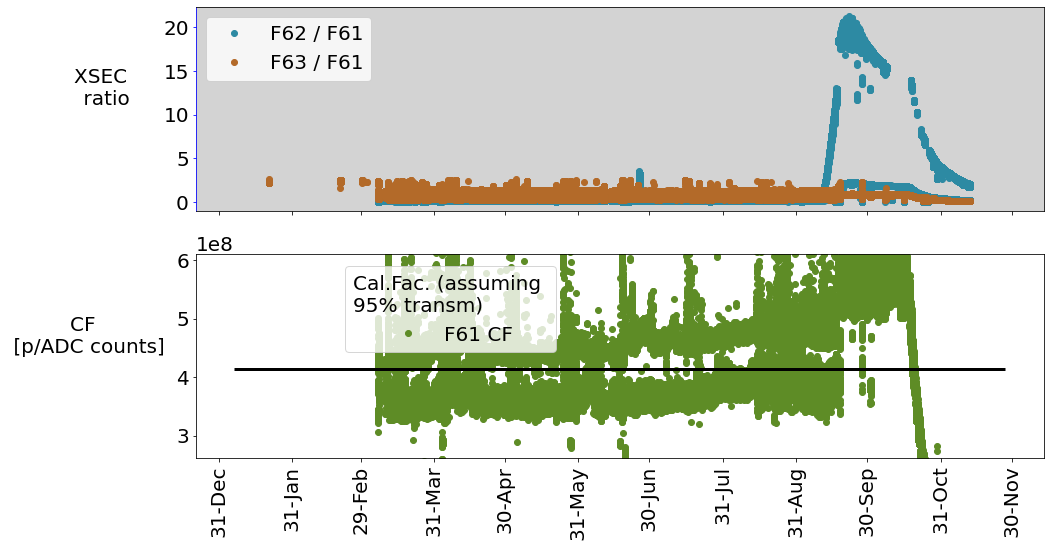 XSEC
ratio
20
15
10
5
0
F62 / F61
F63 / F61
1e8
CF
[p/ADC counts]
6
5
4
3
Cal.Fac. (assuming
95% transm)
F61 CF
31-Dec
31-Jan
29-Feb
31-Mar
30-Apr
31-May
30-Jun
31-Jul
31-Aug
30-Sep
31-Oct
30-Nov